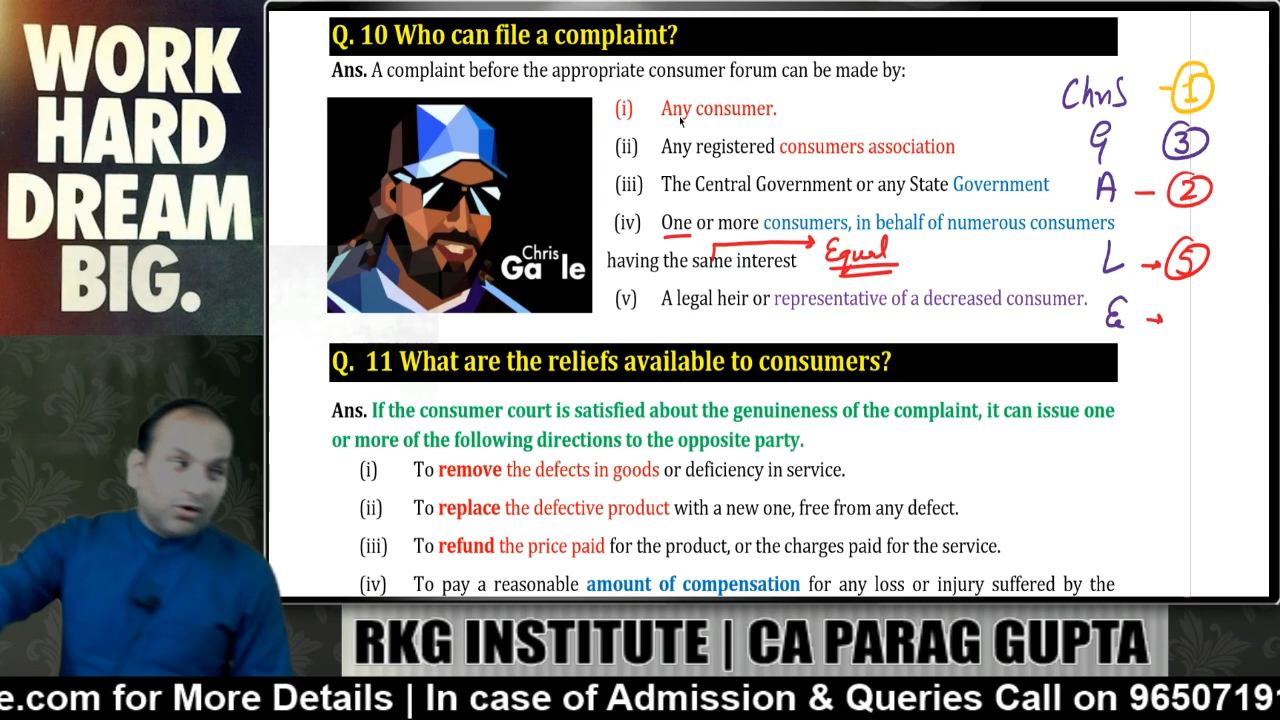 WORK
HARD
DREAM
BIG.
Q. 10 Who can file a complaint?
Ans. A complaint before the appropriate consumer forum can be made by:
(i) Any consumer.
(ii) Any registered consumers association
(iii) The Central Government or any State Government
(iv) One or more consumers, in behalf of numerous consumers
having the same interest
Equal
(v) A legal heir or representative of a decreased consumer.
Chris
Ga le
Chris - 1
G 3
A - 2
L → 5
E →
Q. 11 What are the reliefs available to consumers?
Ans. If the consumer court is satisfied about the genuineness of the complaint, it can issue one
or more of the following directions to the opposite party.
(i) To remove the defects in goods or deficiency in service.
(ii) To replace the defective product with a new one, free from any defect.
(iii) To refund the price paid for the product, or the charges paid for the service.
(iv) To pay a reasonable amount of compensation for any loss or injury suffered by the
RKG INSTITUTE | CA PARAG GUPTA
e.com for More Details | In case of Admission & Queries Call on 9650719